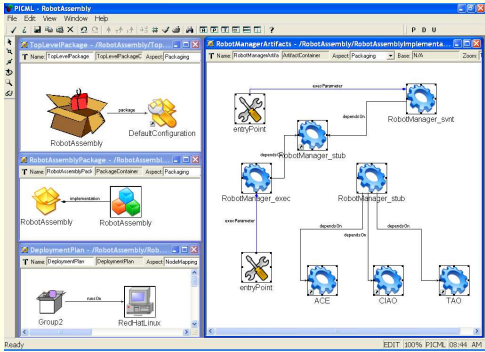 PICML - RobotAssembly
File Edit View Window Help
P D U
TopLevelPackage - /RobotAssembly/Top...
Name: TopLevelPackage TopLevelPackageC Aspect: Packaging
package
RobotAssembly
DefaultConfiguration
RobotAssemblyPackage - /RobotAssembl...
Name: RobotAssemblyPack PackageContainer Aspect: Packaging
implementation
RobotAssembly
RobotAssembly
DeploymentPlan - /RobotAssembly/Rob...
Name: DeploymentPlan DeploymentPlan Aspect: NodeMapping
runsOn
Group2
RedHatLinux
RobotManagerArtifacts - /RobotAssembly/RobotAssemblyImplementa...
Name: RobotManagerArtifa ArtifactContainer Aspect: Packaging Base: N/A Zoom:
execParameter
entryPoint
RobotManager_svnt
dependsOn
dependsOn
RobotManager_stub
RobotManager_exec
RobotManager_stub
execParameter
dependsOn
dependsOn
dependsOn
entryPoint
ACE
CIAO
TAO
Ready
EDIT 100% PICML 08:44 AM